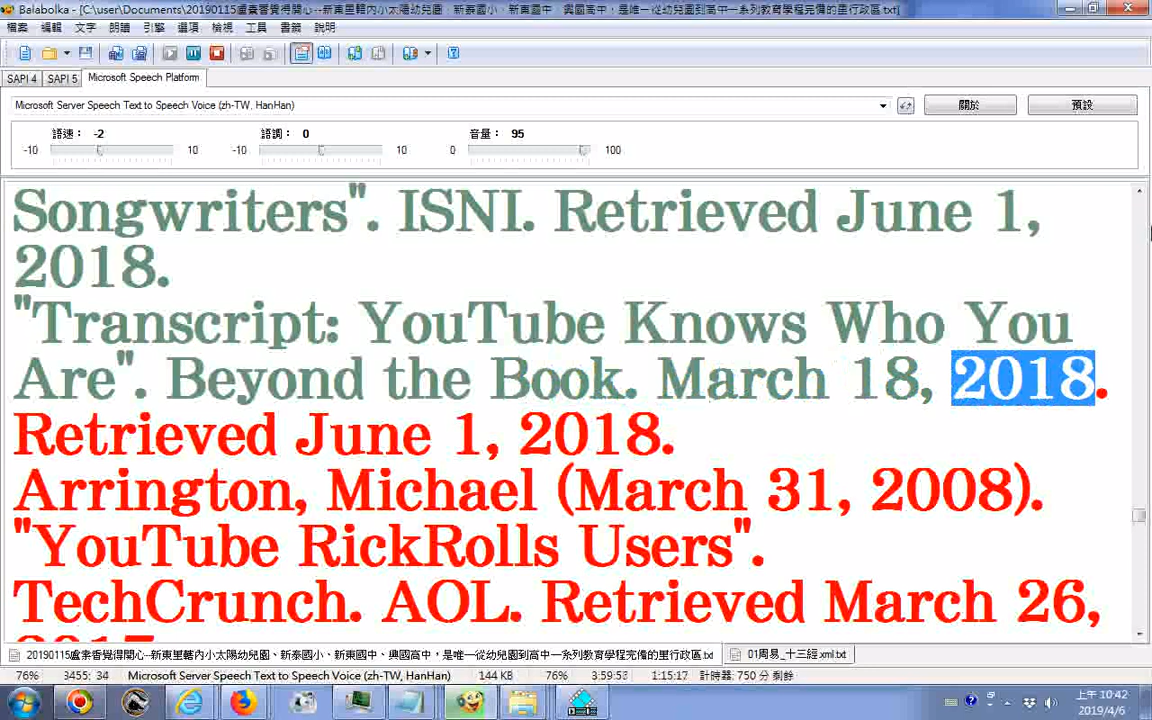 Balabolka - [C:\user\Documents\20190115盧素香覺得開心--新東里轄內小太陽幼兒園、新泰國小、新東國中、興國高中，是唯一從幼兒園到高中一系列教育學程完備的里行政區.txt]
檔案 編輯 文字 朗讀 引擎 選項 檢視 工具 書籤 說明
SAPI 4 SAPI 5 Microsoft Speech Platform
Microsoft Server Speech Text to Speech Voice (zh-TW, HanHan) 關於 預設
語速： -2 語調： 0 音量： 95
-10 10 -10 10 0 100
Songwriters". ISNI. Retrieved June 1,
2018.
"Transcript: YouTube Knows Who You
Are". Beyond the Book. March 18, 2018.
Retrieved June 1, 2018.
Arrington, Michael (March 31, 2008).
"YouTube RickRolls Users".
TechCrunch. AOL. Retrieved March 26,
2017
20190115盧素香覺得開心--新東里轄內小太陽幼兒園、新泰國小、新東國中、興國高中，是唯一從幼兒園到高中一系列教育學程完備的里行政區.txt 01周易_十三經.xml.txt
76% 3455: 34 Microsoft Server Speech Text to Speech Voice (zh-TW, HanHan) 144 KB 76% 3:59:53 1:15:17 計時器: 750 分 剩餘
上午 10:42
2019/4/6